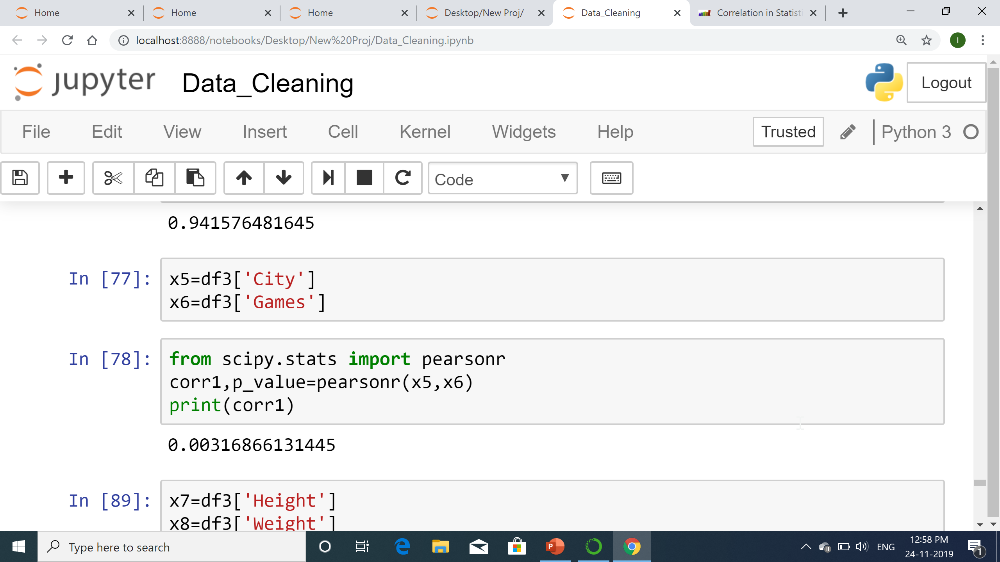 Home
Home
Home
Desktop/New Proj/
Data_Cleaning
Correlation in Statisti
localhost:8888/notebooks/Desktop/New%20Proj/Data_Cleaning.ipynb
I
jupyter
Data_Cleaning
Logout
File
Edit
View
Insert
Cell
Kernel
Widgets
Help
Trusted
Python 3
Code
0.941576481645
In [77]:
x5=df3['City']
x6=df3['Games']
In [78]:
from scipy.stats import pearsonr
corr1,p_value=pearsonr(x5,x6)
print(corr1)
0.00316866131445
In [89]:
x7=df3['Height']
x8=df3['Weight']
Type here to search
P
ENG
12:58 PM
24-11-2019
1